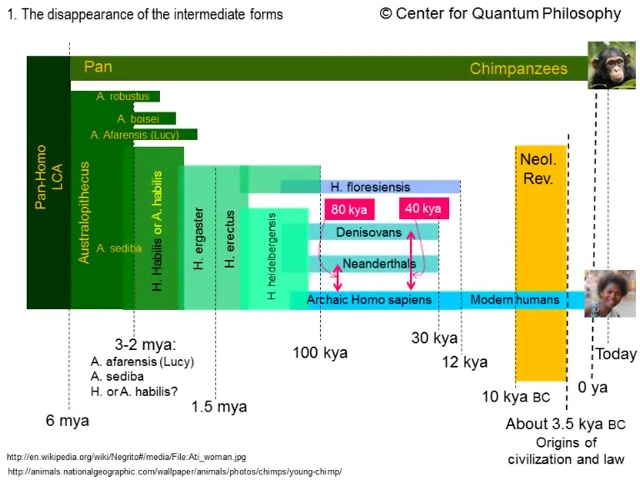 1. The disappearance of the intermediate forms
© Center for Quantum Philosophy
Pan
Chimpanzees
Pan-Homo
LCA
A. robustus
A. boisei
A. Afarensis (Lucy)
Australopithecus
A. sediba
H. Habilis or A. habilis
H. ergaster
H. erectus
H. heidelbergensis
H. floresiensis
80 kya
40 kya
Denisovans
Neanderthals
Archaic Homo sapiens
Modern humans
Neol.
Rev.
3-2 mya:
A. afarensis (Lucy)
A. sediba
H. or A. habilis?
6 mya
1.5 mya
100 kya
30 kya
12 kya
10 kya BC
Today
0 ya
About 3.5 kya BC
Origins of
civilization and law
http://en.wikipedia.org/wiki/Negrito#/media/File:Ati_woman.jpg
http://animals.nationalgeographic.com/wallpaper/animals/photos/chimps/young-chimp/